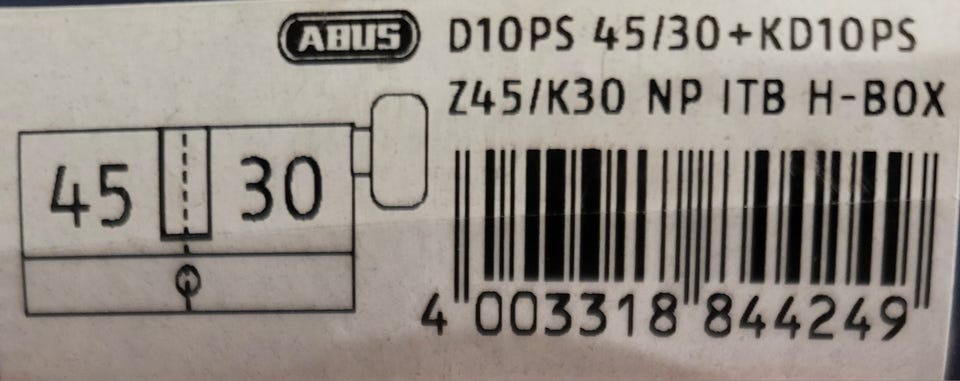 ABUS
D10PS 45/30+KD10PS
Z45/K30 NP ITB H-BOX
45 30
4 003318 844249